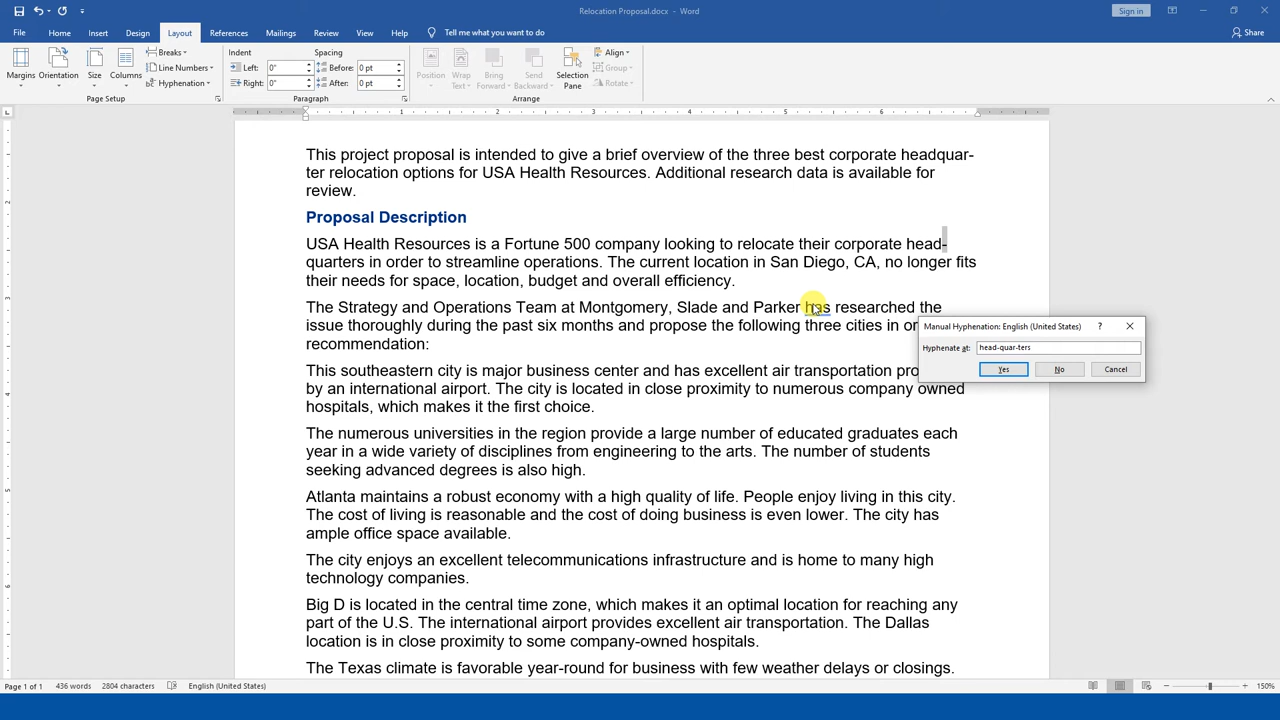 Relocation Proposal.docx - Word
Sign in
File Home Insert Design Layout References Mailings Review View Help Tell me what you want to do
Share
Margins Orientation Size Columns
Breaks
Line Numbers
Hyphenation
Page Setup
Indent Spacing
Left: 0" Before: 0 pt
Right: 0" After: 0 pt
Paragraph
Position Wrap Text Bring Forward Send Backward Selection Pane
Align
Group
Rotate
Arrange
1 2 3 4 5 6
This project proposal is intended to give a brief overview of the three best corporate headquar-
ter relocation options for USA Health Resources. Additional research data is available for
review.
Proposal Description
USA Health Resources is a Fortune 500 company looking to relocate their corporate head-
quarters in order to streamline operations. The current location in San Diego, CA, no longer fits
their needs for space, location, budget and overall efficiency.
The Strategy and Operations Team at Montgomery, Slade and Parker has researched the
issue thoroughly during the past six months and propose the following three cities in or
recommendation:
This southeastern city is major business center and has excellent air transportation pro
by an international airport. The city is located in close proximity to numerous company owned
hospitals, which makes it the first choice.
The numerous universities in the region provide a large number of educated graduates each
year in a wide variety of disciplines from engineering to the arts. The number of students
seeking advanced degrees is also high.
Atlanta maintains a robust economy with a high quality of life. People enjoy living in this city.
The cost of living is reasonable and the cost of doing business is even lower. The city has
ample office space available.
The city enjoys an excellent telecommunications infrastructure and is home to many high
technology companies.
Big D is located in the central time zone, which makes it an optimal location for reaching any
part of the U.S. The international airport provides excellent air transportation. The Dallas
location is in close proximity to some company-owned hospitals.
The Texas climate is favorable year-round for business with few weather delays or closings.
Manual Hyphenation: English (United States) ?
Hyphenate at: head-quar-ters
Yes No Cancel
2
3
4
5
6
Page 1 of 1 436 words 2804 characters English (United States)
150%